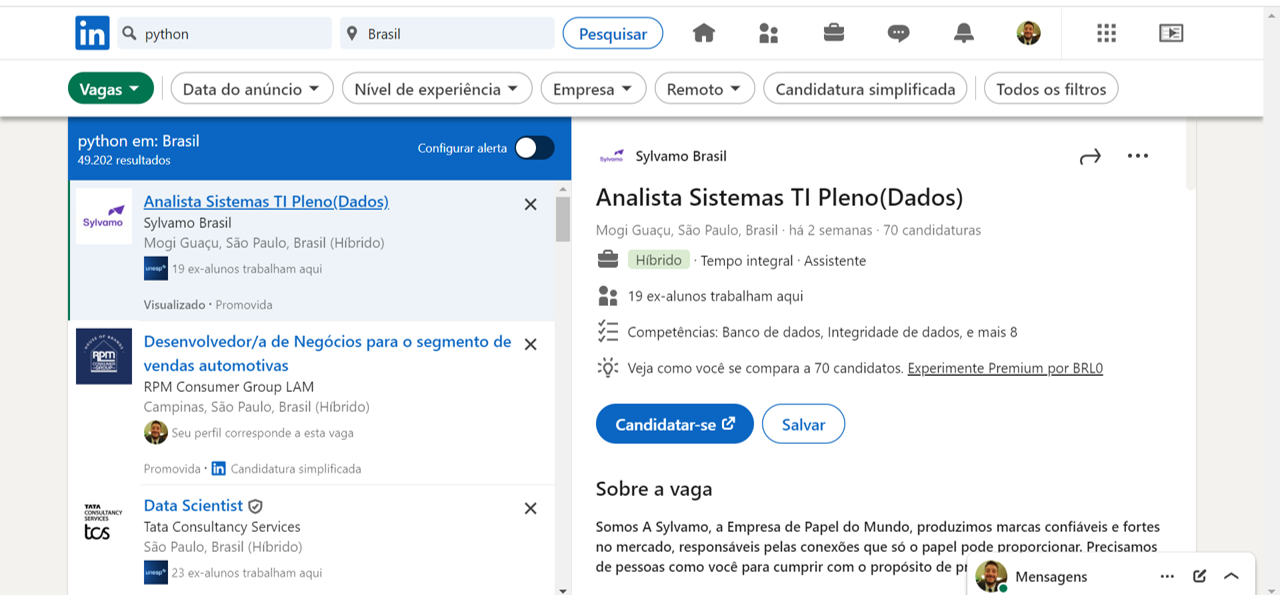 in
python
Brasil
Pesquisar
Vagas
Data do anúncio
Nível de experiência
Empresa
Remoto
Candidatura simplificada
Todos os filtros
python em: Brasil
49.202 resultados
Configurar alerta
Sylvamo
Analista Sistemas TI Pleno(Dados)
Sylvamo Brasil
Mogi Guaçu, São Paulo, Brasil (Híbrido)
unesp
19 ex-alunos trabalham aqui
Visualizado · Promovida
HOUSE OF BRANDS
RPM
CONSUMER
GROUP
Desenvolvedor/a de Negócios para o segmento de
vendas automotivas
RPM Consumer Group LAM
Campinas, São Paulo, Brasil (Híbrido)
Seu perfil corresponde a esta vaga
Promovida · in Candidatura simplificada
TATA
CONSULTANCY
SERVICES
tcs
Data Scientist
Tata Consultancy Services
São Paulo, Brasil (Híbrido)
unesp
23 ex-alunos trabalham aqui
Sylvamo
Sylvamo Brasil
Analista Sistemas TI Pleno(Dados)
Mogi Guaçu, São Paulo, Brasil · há 2 semanas · 70 candidaturas
Híbrido · Tempo integral · Assistente
19 ex-alunos trabalham aqui
Competências: Banco de dados, Integridade de dados, e mais 8
Veja como você se compara a 70 candidatos. Experimente Premium por BRL0
Candidatar-se
Salvar
Sobre a vaga
Somos A Sylvamo, a Empresa de Papel do Mundo, produzimos marcas confiáveis e fortes
no mercado, responsáveis pelas conexões que só o papel pode proporcionar. Precisamos
de pessoas como você para cumprir com o propósito de
Mensagens